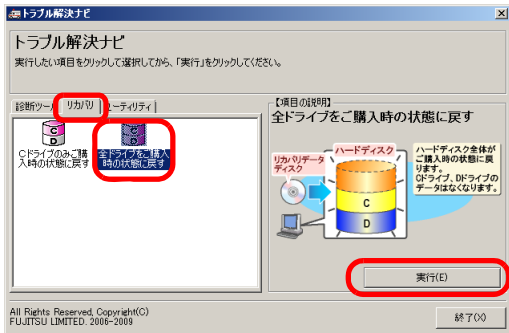 トラブル解決ナビ
トラブル解決ナビ
実行したい項目をクリックして選択してから、「実行」をクリックしてください。
診断ツール
リカバリ
ユーティリティ
Cドライブのみご購
入時の状態に戻す
全ドライブをご購入
時の状態に戻す
【項目の説明】
全ドライブをご購入時の状態に戻す
リカバリデータ
ディスク
ハードディスク
C
D
ハードディスク全体が
ご購入時の状態に戻
ります。
Cドライブ、Dドライブの
データはなくなります。
実行(E)
All Rights Reserved, Copyright(C)
FUJITSU LIMITED. 2006-2009
終了(X)